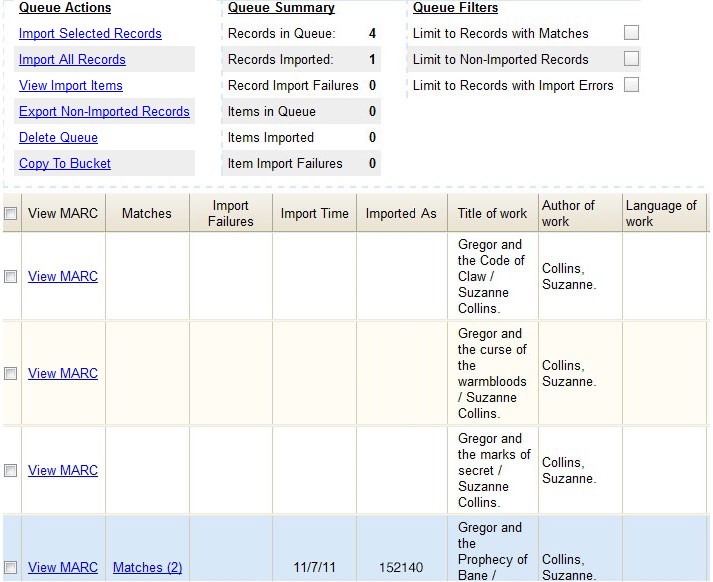 Queue Actions
Import Selected Records
Import All Records
View Import Items
Export Non-Imported Records
Delete Queue
Copy To Bucket
Queue Summary
Records in Queue: 4
Records Imported: 1
Record Import Failures 0
Items in Queue 0
Items Imported 0
Item Import Failures 0
Queue Filters
Limit to Records with Matches
Limit to Non-Imported Records
Limit to Records with Import Errors
View MARC
Matches
Import
Failures
Import Time
Imported As
Title of work
Author of
work
Language of
work
View MARC
Gregor and
the Code of
Claw /
Suzanne
Collins.
Collins,
Suzanne.
View MARC
Gregor and
the curse of
the
warmbloods
/ Suzanne
Collins.
Collins,
Suzanne.
View MARC
Gregor and
the marks of
secret /
Suzanne
Collins.
Collins,
Suzanne.
View MARC
Matches (2)
11/7/11
152140
Gregor and
the
Prophecy of
Bane /
Collins,
Suzanne.